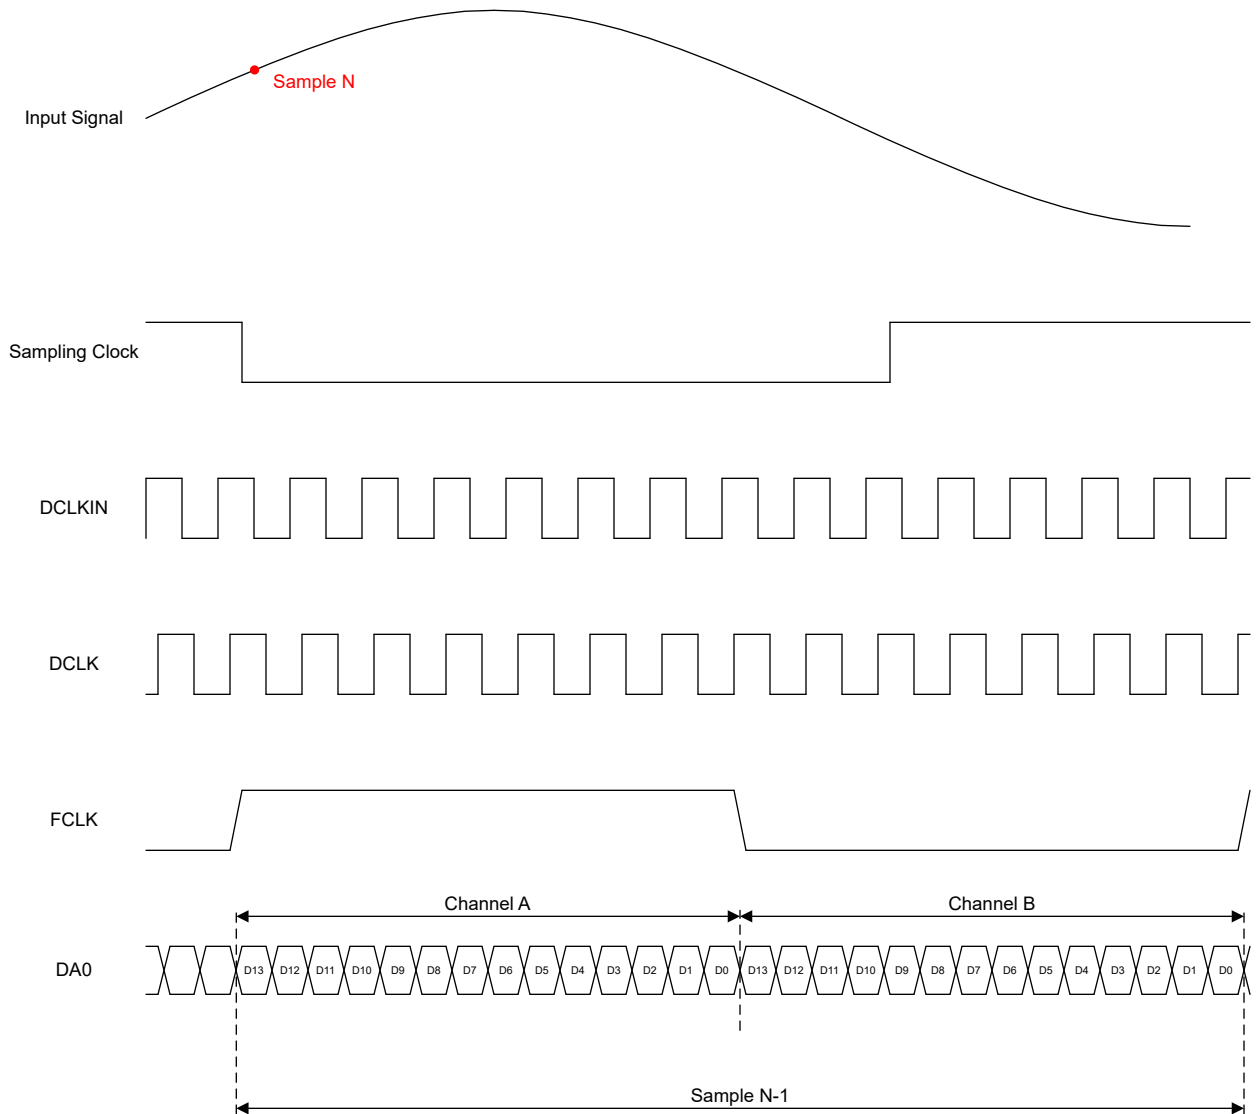 Sample N
Input Signal
Sampling Clock
DCLKIN
DCLK
FCLK
Channel A Channel B
DA0 D13 D12 D11 D10 D9 D8 D7 D6 D5 D4 D3 D2 D1 D0 D13 D12 D11 D10 D9 D8 D7 D6 D5 D4 D3 D2 D1 D0
Sample N-1